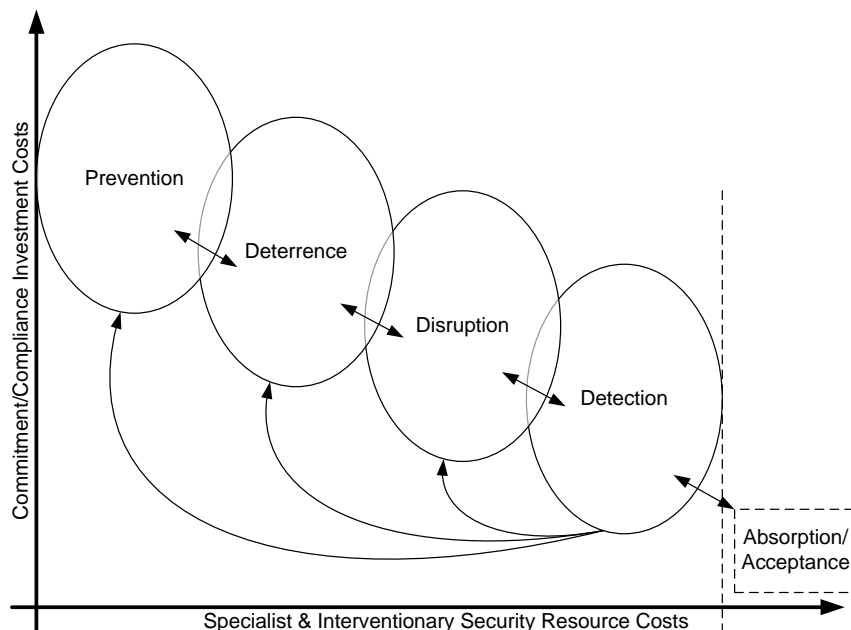 Commitment/Compliance Investment Costs
Prevention
Deterrence
Disruption
Detection
Absorption/
Acceptance
Specialist & Interventionary Security Resource Costs